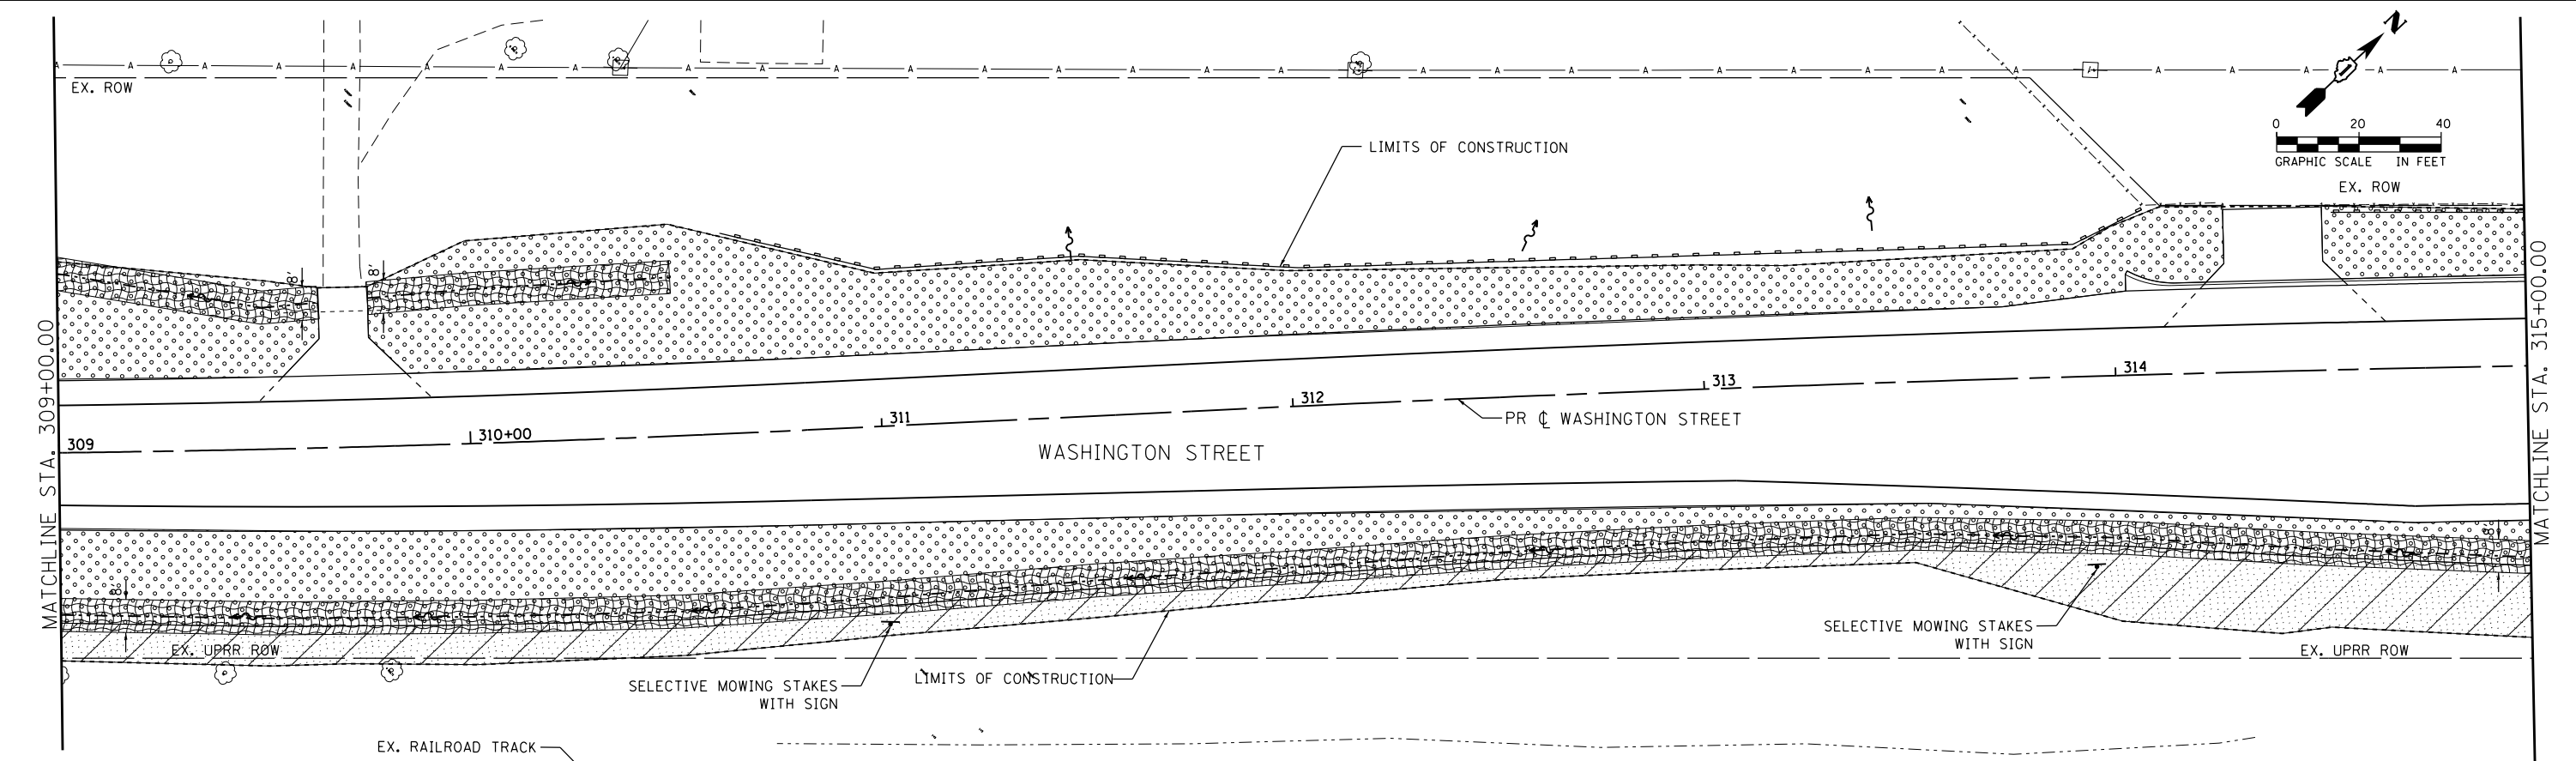 N
0 20 40
GRAPHIC SCALE IN FEET
EX. ROW
EX. ROW
LIMITS OF CONSTRUCTION
8'
8'
MATCHLINE STA. 309+00.00
MATCHLINE STA. 315+00.00
309
310+00
311
312
313
314
PR ℄ WASHINGTON STREET
WASHINGTON STREET
8'
8'
SELECTIVE MOWING STAKES
WITH SIGN
EX. UPRR ROW
EX. UPRR ROW
SELECTIVE MOWING STAKES
WITH SIGN
LIMITS OF CONSTRUCTION
EX. RAILROAD TRACK